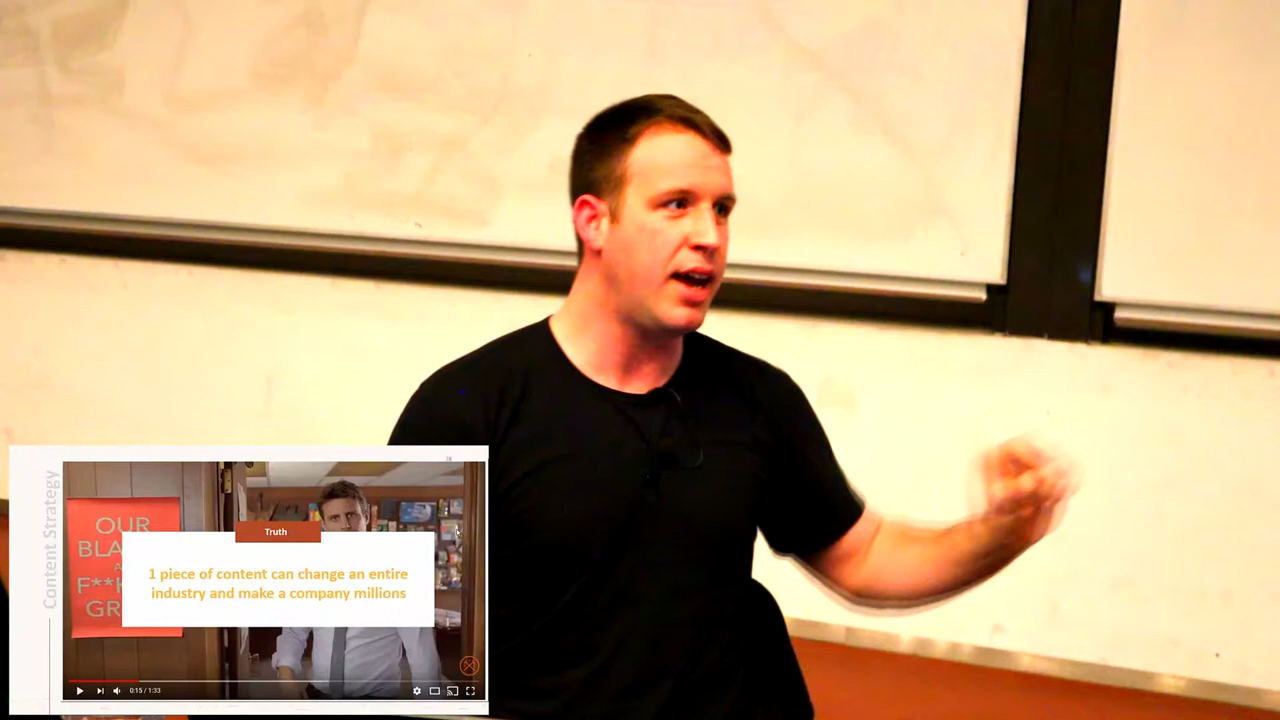 Content Strategy
OUR
BLA
F**
GR
Truth
1 piece of content can change an entire
industry and make a company millions
0:15 / 1:33